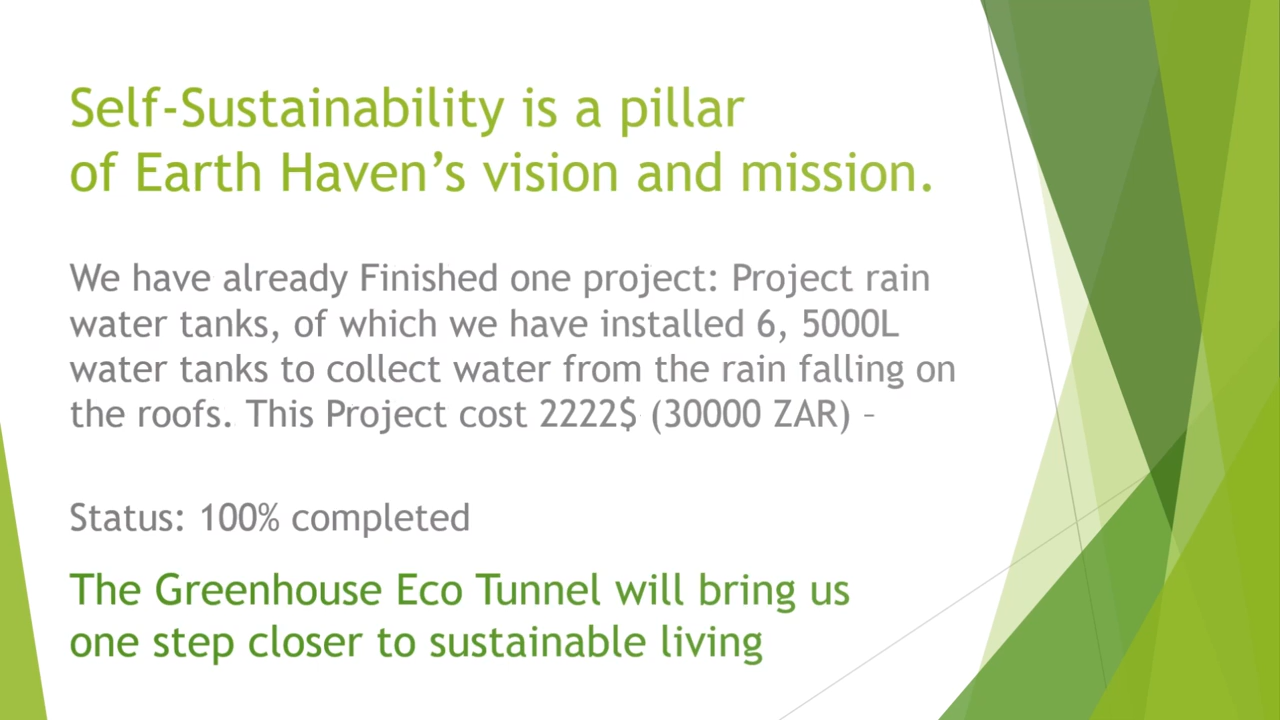 Self-Sustainability is a pillar
of Earth Haven’s vision and mission.
We have already Finished one project: Project rain
water tanks, of which we have installed 6, 5000L
water tanks to collect water from the rain falling on
the roofs. This Project cost 2222$ (30000 ZAR) –
Status: 100% completed
The Greenhouse Eco Tunnel will bring us
one step closer to sustainable living